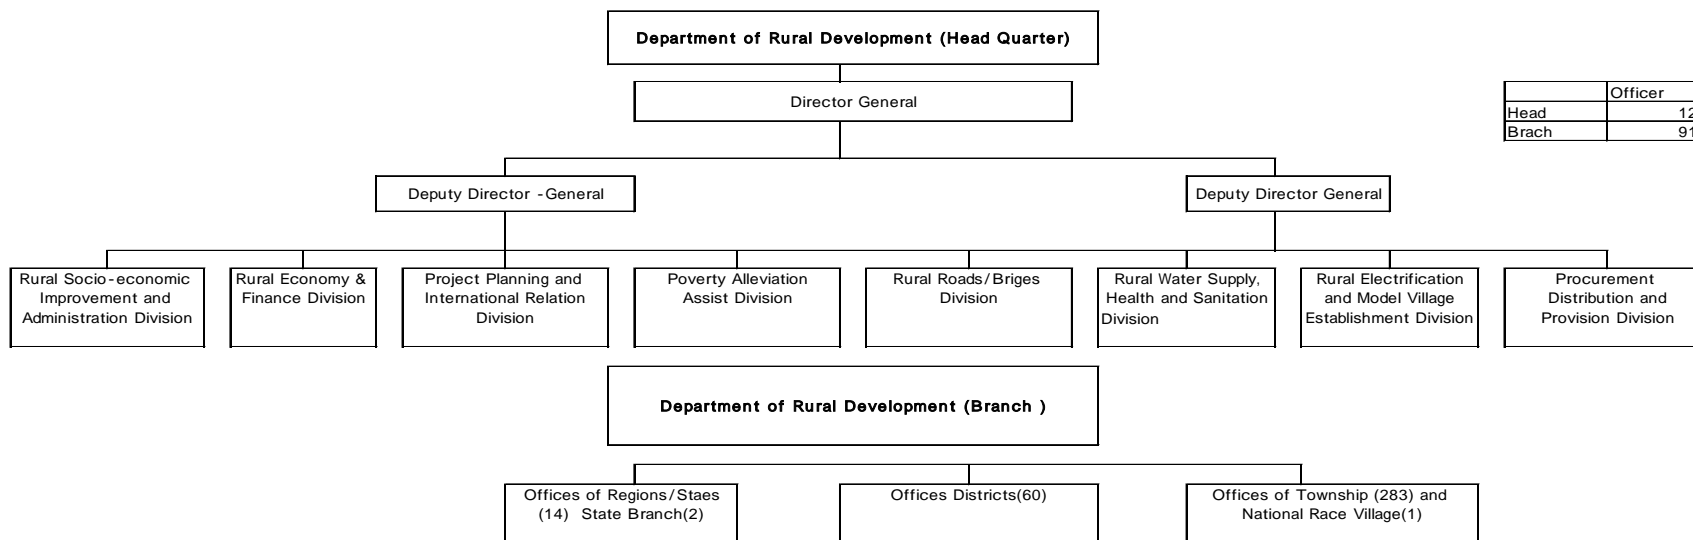 Department of Rural Development (Head Quarter)
Director General
Officer
Head 12
Brach 91
Deputy Director -General
Deputy Director General
Rural Socio-economic
Improvement and
Administration Division
Rural Economy &
Finance Division
Project Planning and
International Relation
Division
Poverty Alleviation
Assist Division
Rural Roads/Briges
Division
Rural Water Supply,
Health and Sanitation
Division
Rural Electrification
and Model Village
Establishment Division
Procurement
Distribution and
Provision Division
Department of Rural Development (Branch )
Offices of Regions/Staes
(14) State Branch(2)
Offices Districts(60)
Offices of Township (283) and
National Race Village(1)